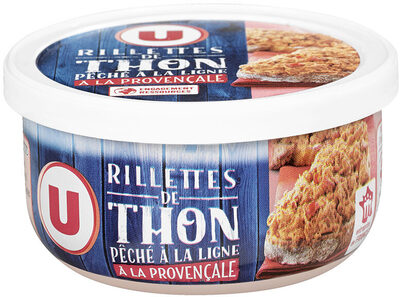 U
RILLETTES
DE
THON
PÊCHÉ À LA LIGNE
À LA PROVENÇALE
ENGAGEMENT
RESSOURCES
U
RILLETTES
DE
THON
PÊCHÉ À LA LIGNE
À LA PROVENÇALE